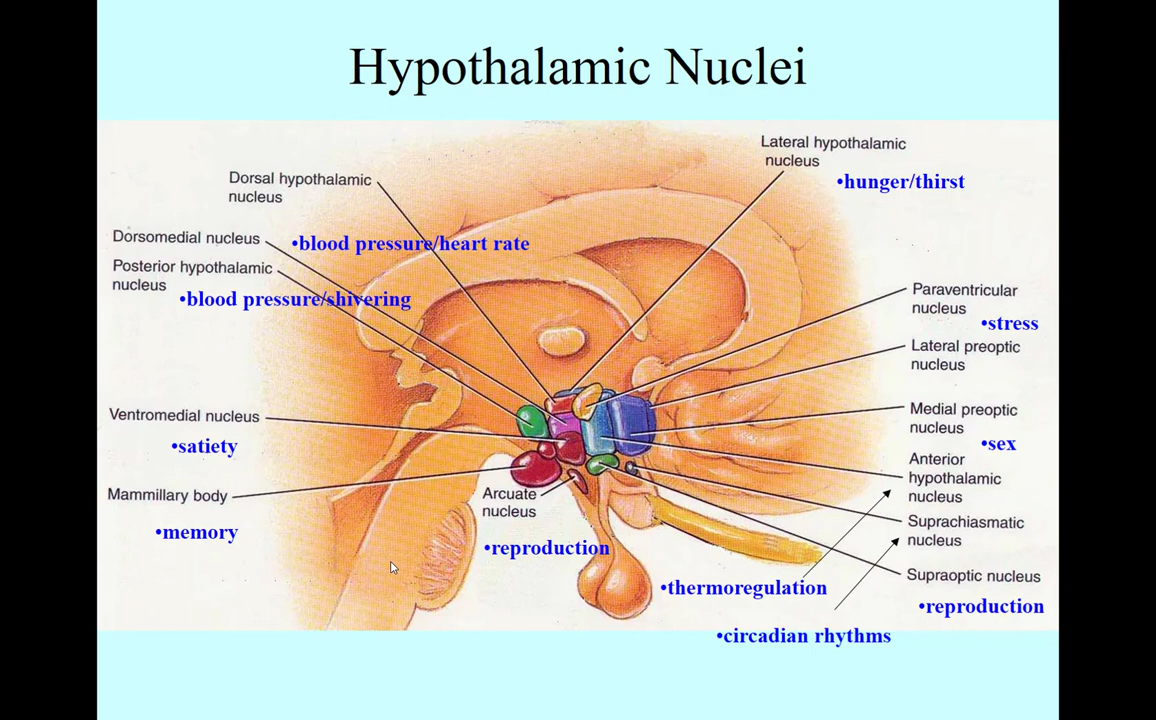 Hypothalamic Nuclei
Lateral hypothalamic
nucleus
•hunger/thirst
Dorsal hypothalamic
nucleus
Dorsomedial nucleus
•blood pressure/heart rate
Posterior hypothalamic
nucleus
•blood pressure/shivering
Paraventricular
nucleus
•stress
Lateral preoptic
nucleus
Ventromedial nucleus
•satiety
Medial preoptic
nucleus
•sex
Anterior
hypothalamic
nucleus
Mammillary body
•memory
Arcuate
nucleus
•reproduction
Suprachiasmatic
nucleus
Supraoptic nucleus
•reproduction
•thermoregulation
•circadian rhythms